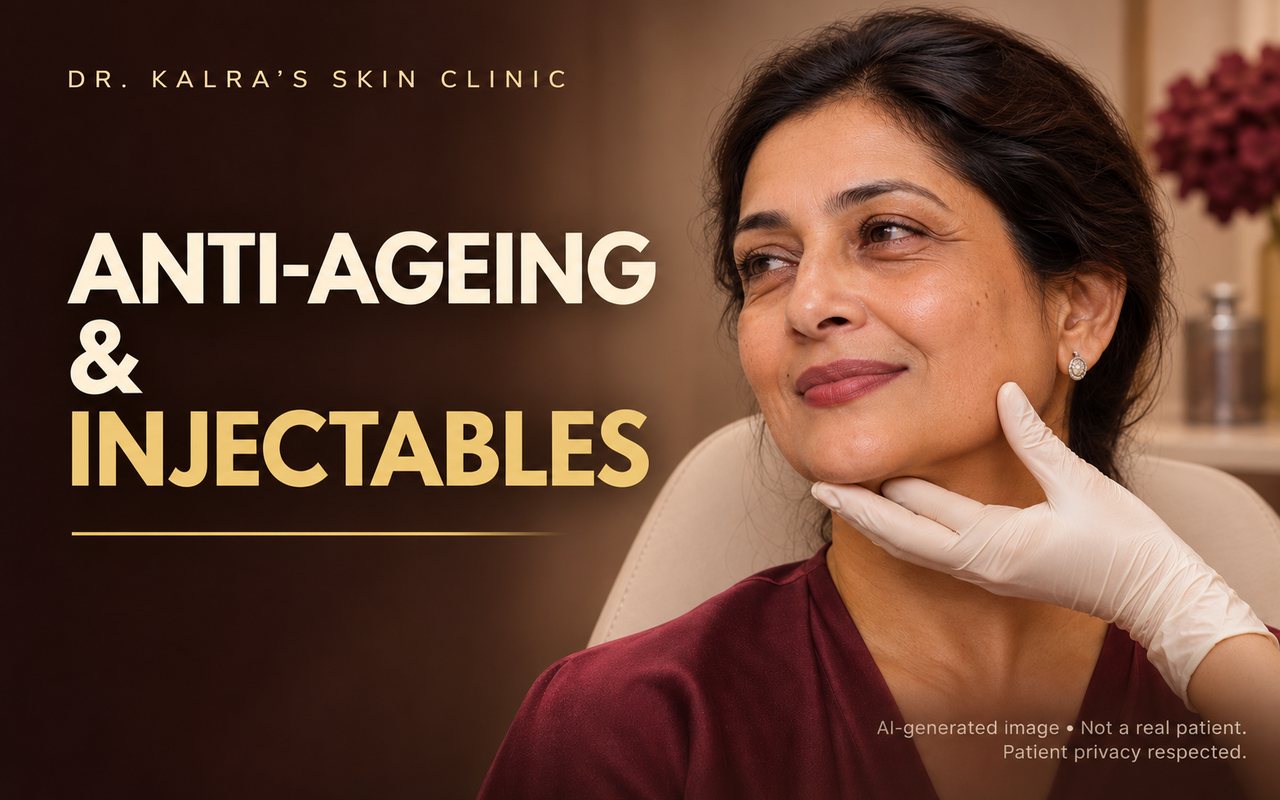 DR. KALRA’S SKIN CLINIC
ANTI-AGEING
&
INJECTABLES
AI-generated image • Not a real patient.
Patient privacy respected.